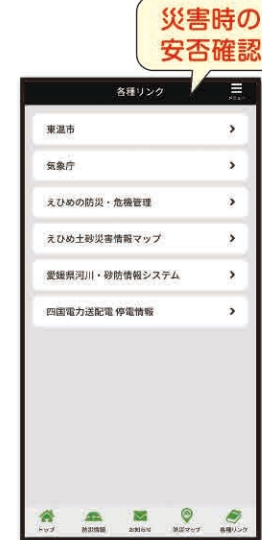 災害時の
安否確認
各種リンク
メニュー
東温市
気象庁
えひめの防災・危機管理
えひめ土砂災害情報マップ
愛媛県河川・砂防情報システム
四国電力送配電 停電情報
トップ
防災情報
お知らせ
防災マップ
各種リンク